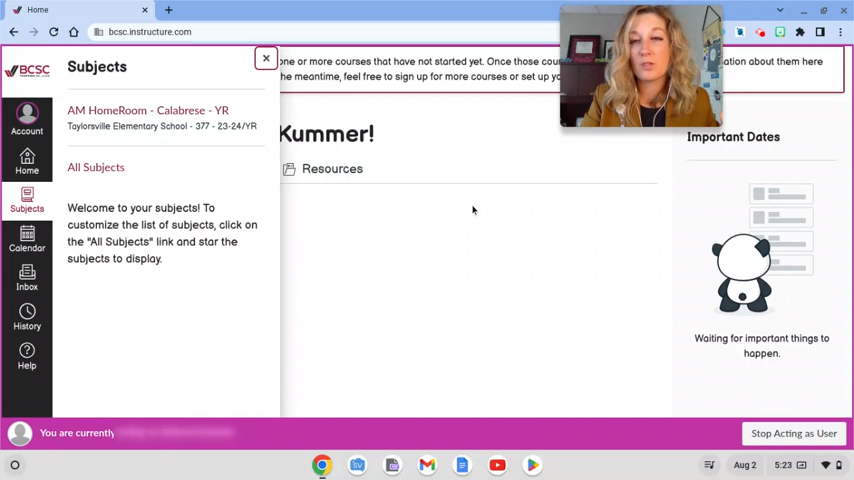 Home
bcsc.instructure.com
BCSC
Account
Home
Subjects
Calendar
Inbox
History
Help
Subjects
AM HomeRoom - Calabrese - YR
Taylorsville Elementary School - 377 - 23-24/YR
All Subjects
Welcome to your subjects! To
customize the list of subjects, click on
the "All Subjects" link and star the
subjects to display.
one or more courses that have not started yet. Once those cour
ation about them here
he meantime, feel free to sign up for more courses or set up yo
Kummer!
Resources
Important Dates
Waiting for important things to
happen.
You are currently
Stop Acting as User
Aug 2
5:23